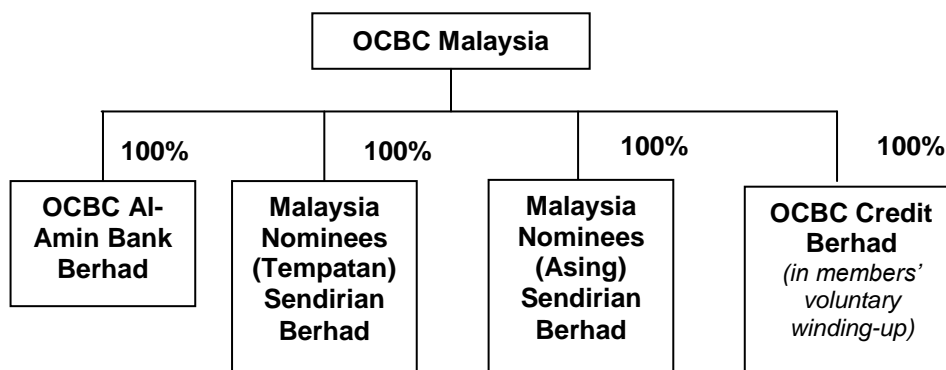 OCBC Malaysia
100%
100%
100%
100%
OCBC Al-
Amin Bank
Berhad
Malaysia
Nominees
(Tempatan)
Sendirian
Berhad
Malaysia
Nominees
(Asing)
Sendirian
Berhad
OCBC Credit
Berhad
(in members’
voluntary
winding-up)